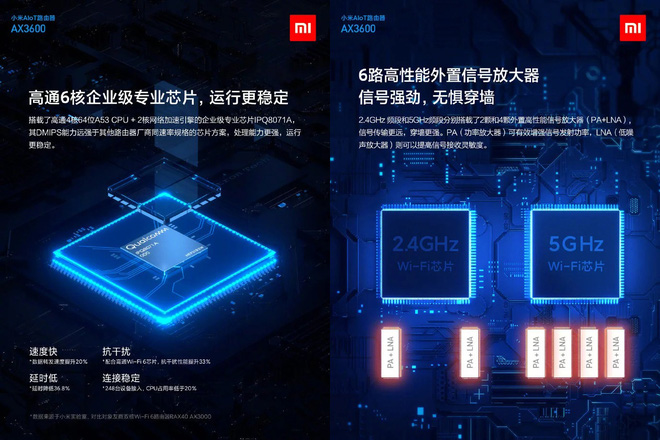 小米AIoT路由器
AX3600
mi
高通6核企业级专业芯片，运行更稳定
搭载了高通4核64位A53 CPU + 2核网络加速引擎的企业级专业芯片IPQ8071A，
其DMIPS能力远强于其他路由器厂商同速率规格的芯片方案，处理能力更强，运行
更稳定。
Qualcomm
IPQ8071A
速度快
*数据转发速度提升20%
抗干扰
*配合高通Wi-Fi 6芯片，抗干扰性能提升33%
延时低
*延时降低36.8%
连接稳定
*248台设备接入，CPU占用率低于20%
*数据来源于小米实验室，对比对象友商Wi-Fi 6路由器RAX40 AX3000
小米AIoT路由器
AX3600
mi
6路高性能外置信号放大器
信号强劲，无惧穿墙
2.4GHz 频段和5GHz频段分别搭载了2颗和4颗外置高性能信号放大器（PA+LNA），
信号传输更远，穿墙更强。PA（功率放大器）可有效增强信号发射功率，LNA（低噪
声放大器）则可以提高信号接收灵敏度。
2.4GHz
Wi-Fi芯片
5GHz
Wi-Fi芯片
PA + LNA
PA + LNA
PA + LNA
PA + LNA
PA + LNA
PA + LNA